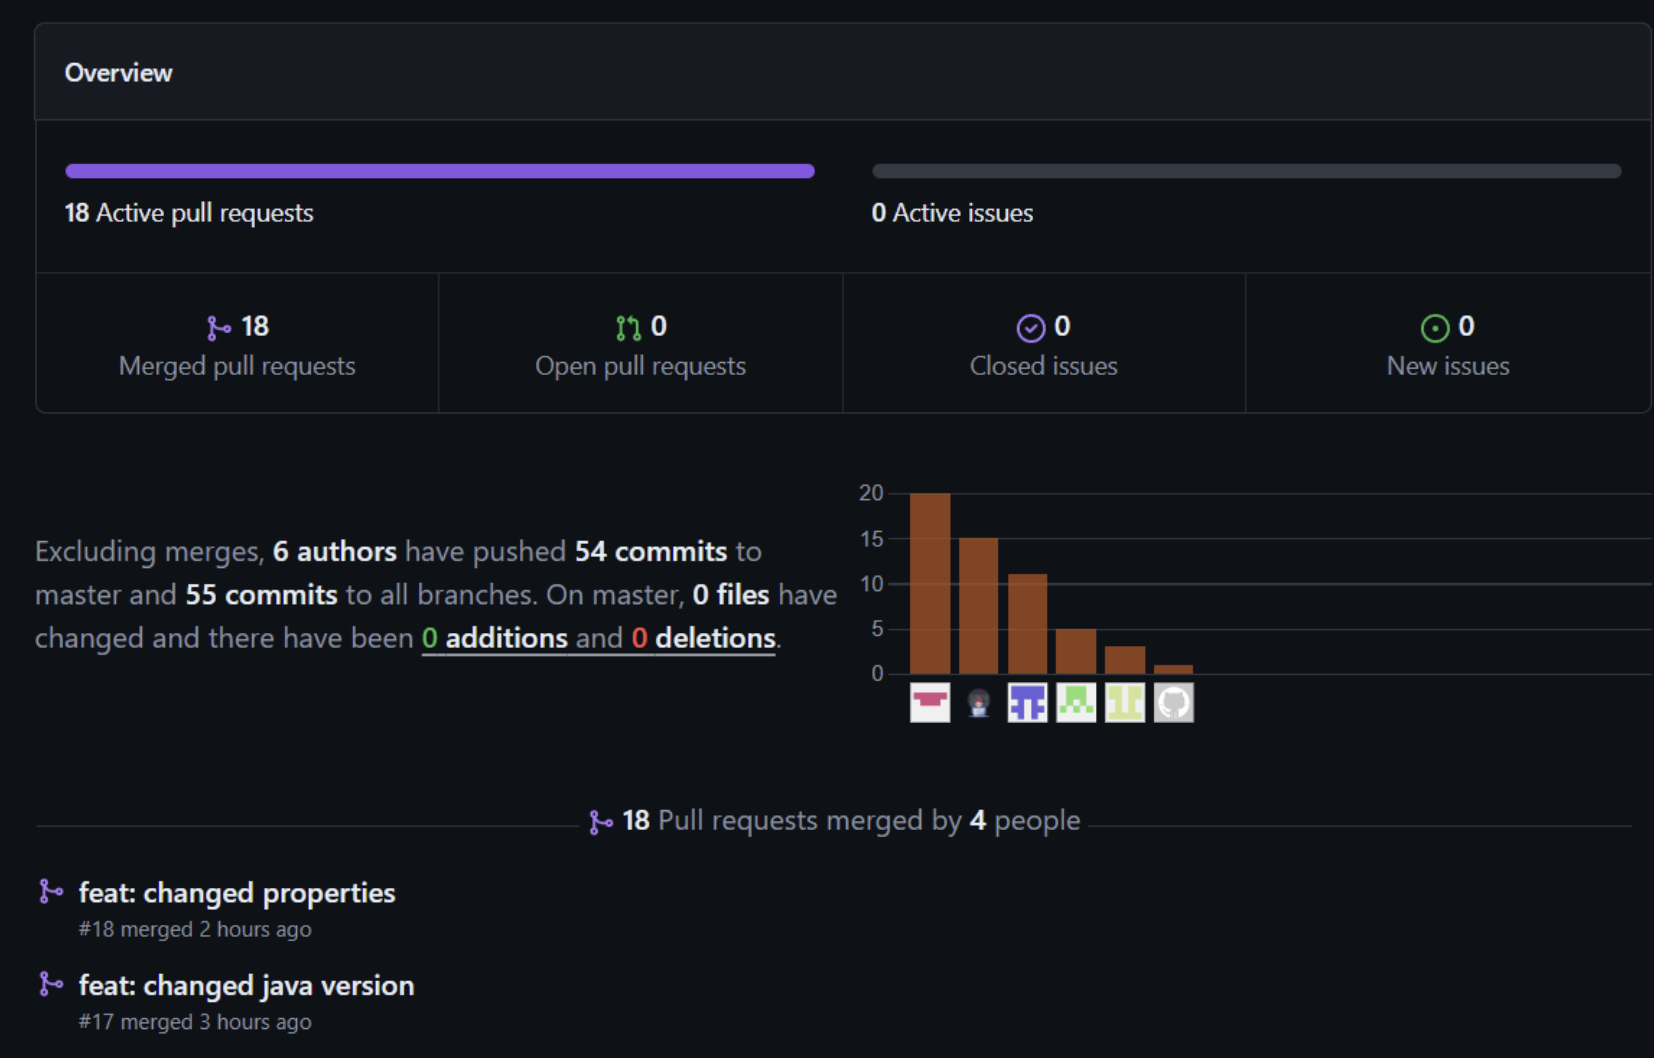 Overview
18 Active pull requests
0 Active issues
18
Merged pull requests
0
Open pull requests
0
Closed issues
0
New issues
Excluding merges, 6 authors have pushed 54 commits to
master and 55 commits to all branches. On master, 0 files have
changed and there have been 0 additions and 0 deletions.
20
15
10
5
0
18 Pull requests merged by 4 people
feat: changed properties
#18 merged 2 hours ago
feat: changed java version
#17 merged 3 hours ago